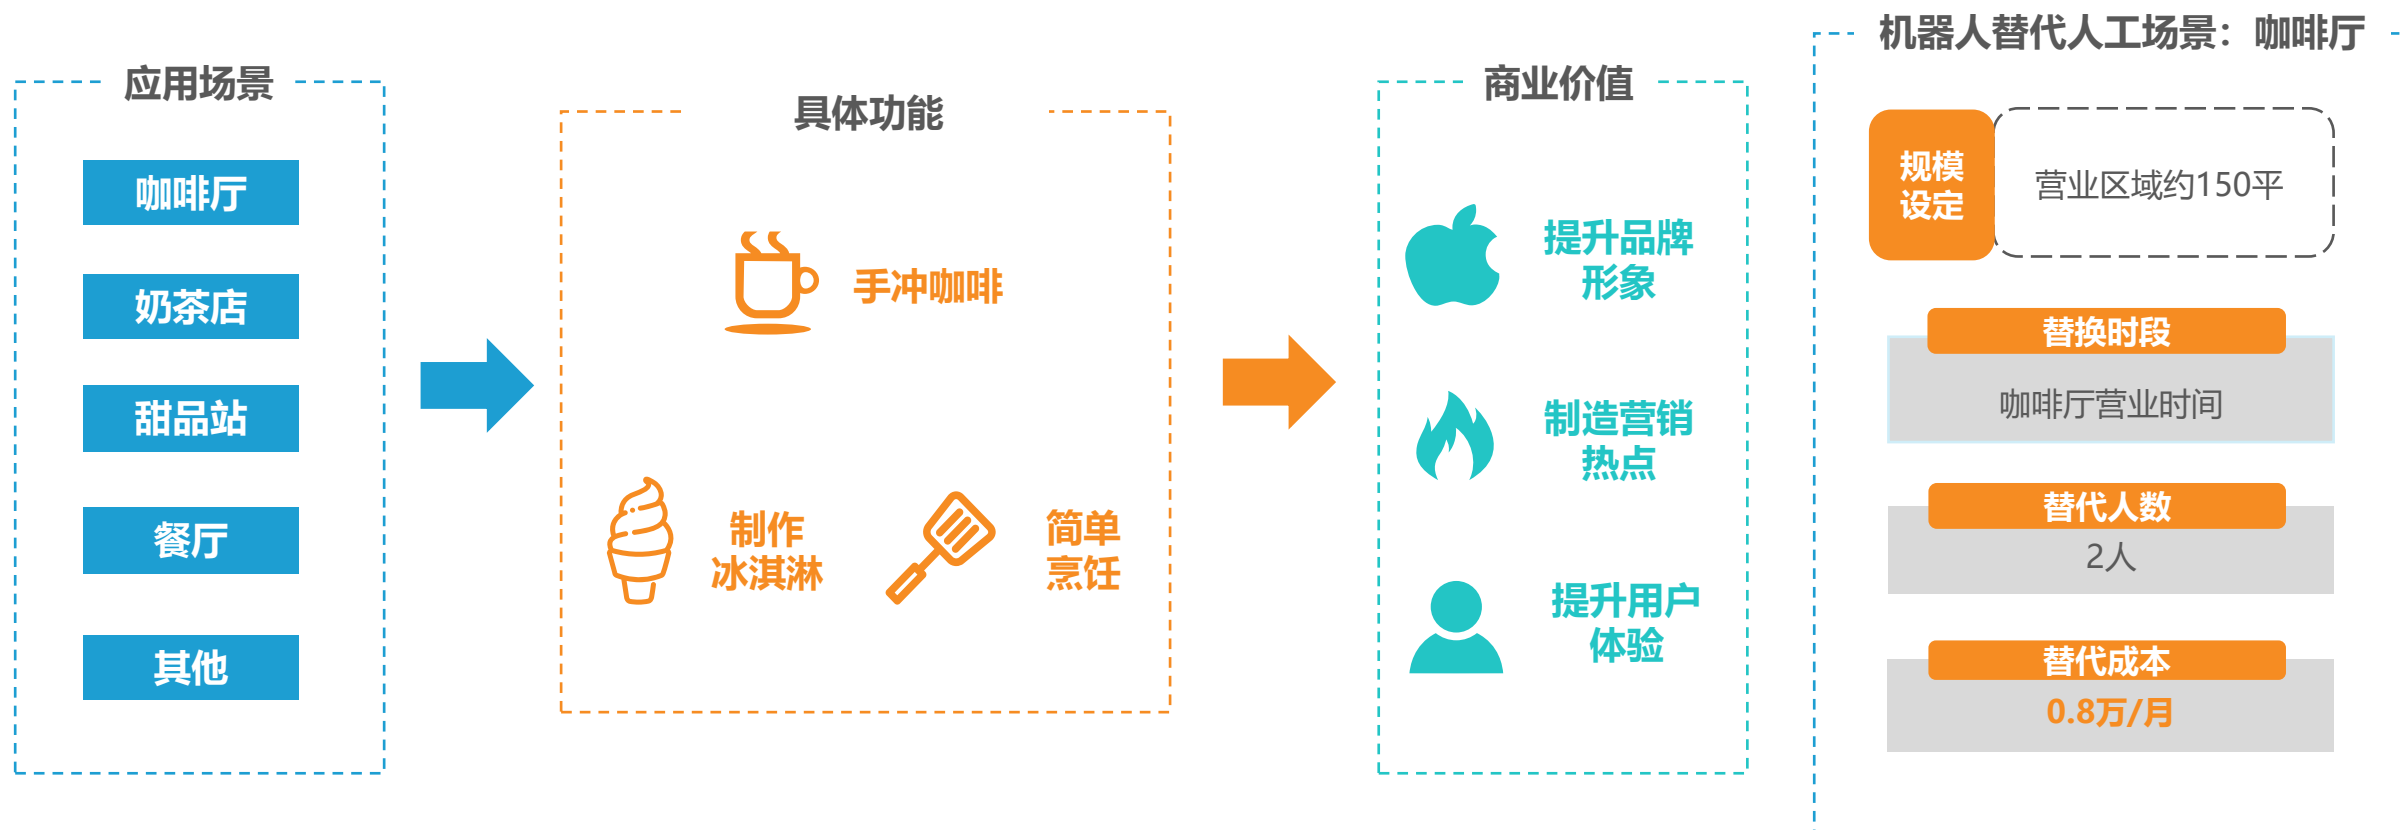 应用场景
咖啡厅
奶茶店
甜品站
餐厅
其他
具体功能
手冲咖啡
制作
冰淇淋
简单
烹饪
商业价值
提升品牌
形象
制造营销
热点
提升用户
体验
机器人替代人工场景：咖啡厅
规模
设定
营业区域约150平
替换时段
咖啡厅营业时间
替代人数
2人
替代成本
0.8万/月